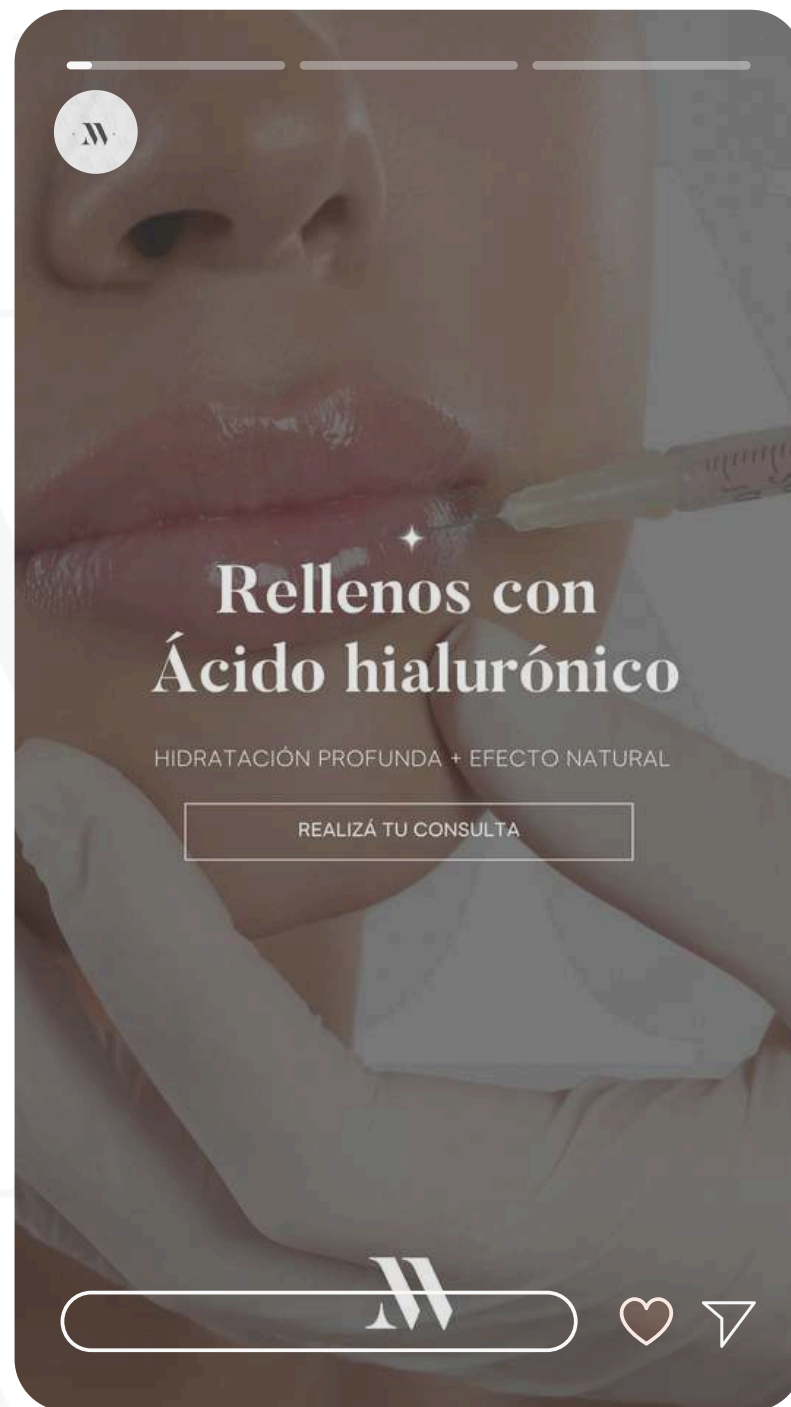 Rellenos con
Ácido hialurónico
HIDRATACIÓN PROFUNDA + EFECTO NATURAL
REALIZÁ TU CONSULTA